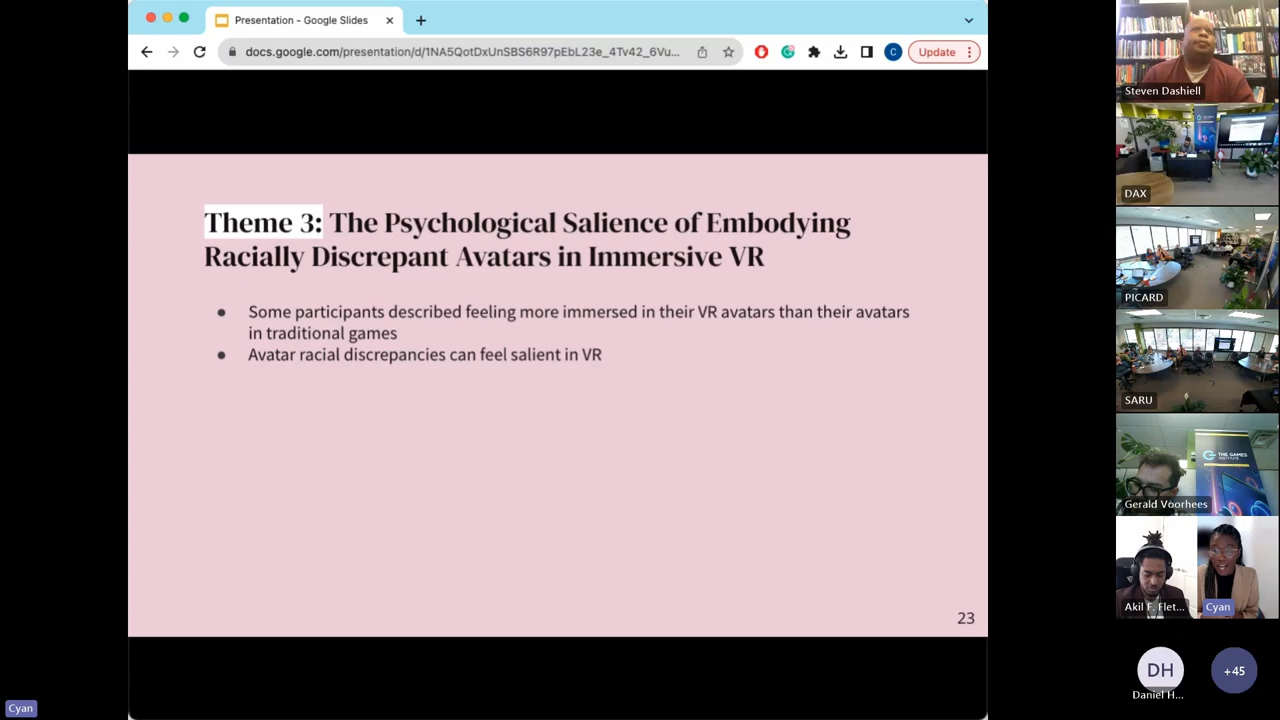 Presentation - Google Slides
docs.google.com/presentation/d/1NA5QotDxUnSBS6R97pEbL23e_4Tv42_6Vu...
C
Update
Theme 3: The Psychological Salience of Embodying
Racially Discrepant Avatars in Immersive VR
● Some participants described feeling more immersed in their VR avatars than their avatars
in traditional games
● Avatar racial discrepancies can feel salient in VR
23
Steven Dashiell
DAX
PICARD
SARU
THE GAMES
INSTITUTE
Gerald Voorhees
Akil F. Flet...
Cyan
DH
Daniel H...
+45
Cyan